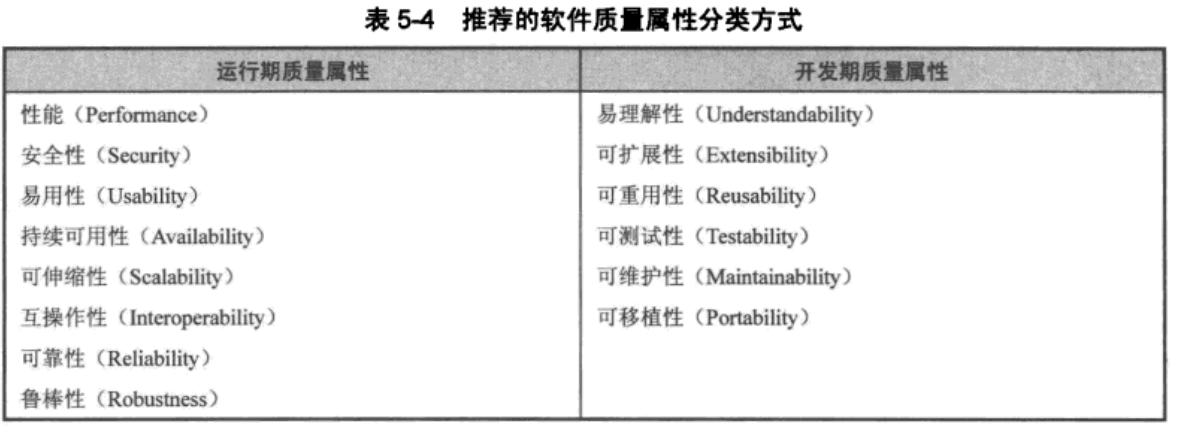 表 5-4 推荐的软件质量属性分类方式
运行期质量属性 开发期质量属性
性能（Performance） 易理解性（Understandability）
安全性（Security） 可扩展性（Extensibility）
易用性（Usability） 可重用性（Reusability）
持续可用性（Availability） 可测试性（Testability）
可伸缩性（Scalability） 可维护性（Maintainability）
互操作性（Interoperability） 可移植性（Portability）
可靠性（Reliability）
鲁棒性（Robustness）